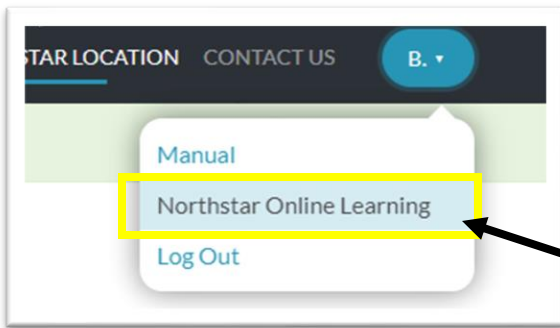 STAR LOCATION CONTACT US B.
Manual
Northstar Online Learning
Log Out